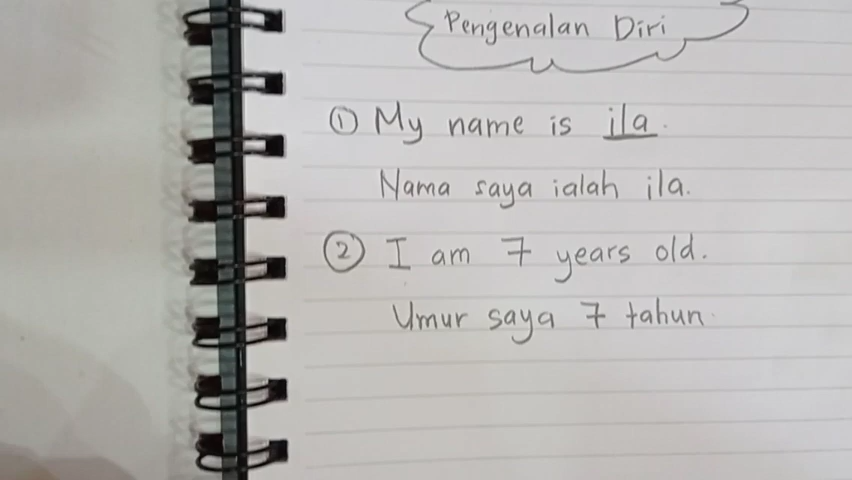 Pengenalan Diri
① My name is ila.
Nama saya ialah ila.
② I am 7 years old.
Umur saya 7 tahun.